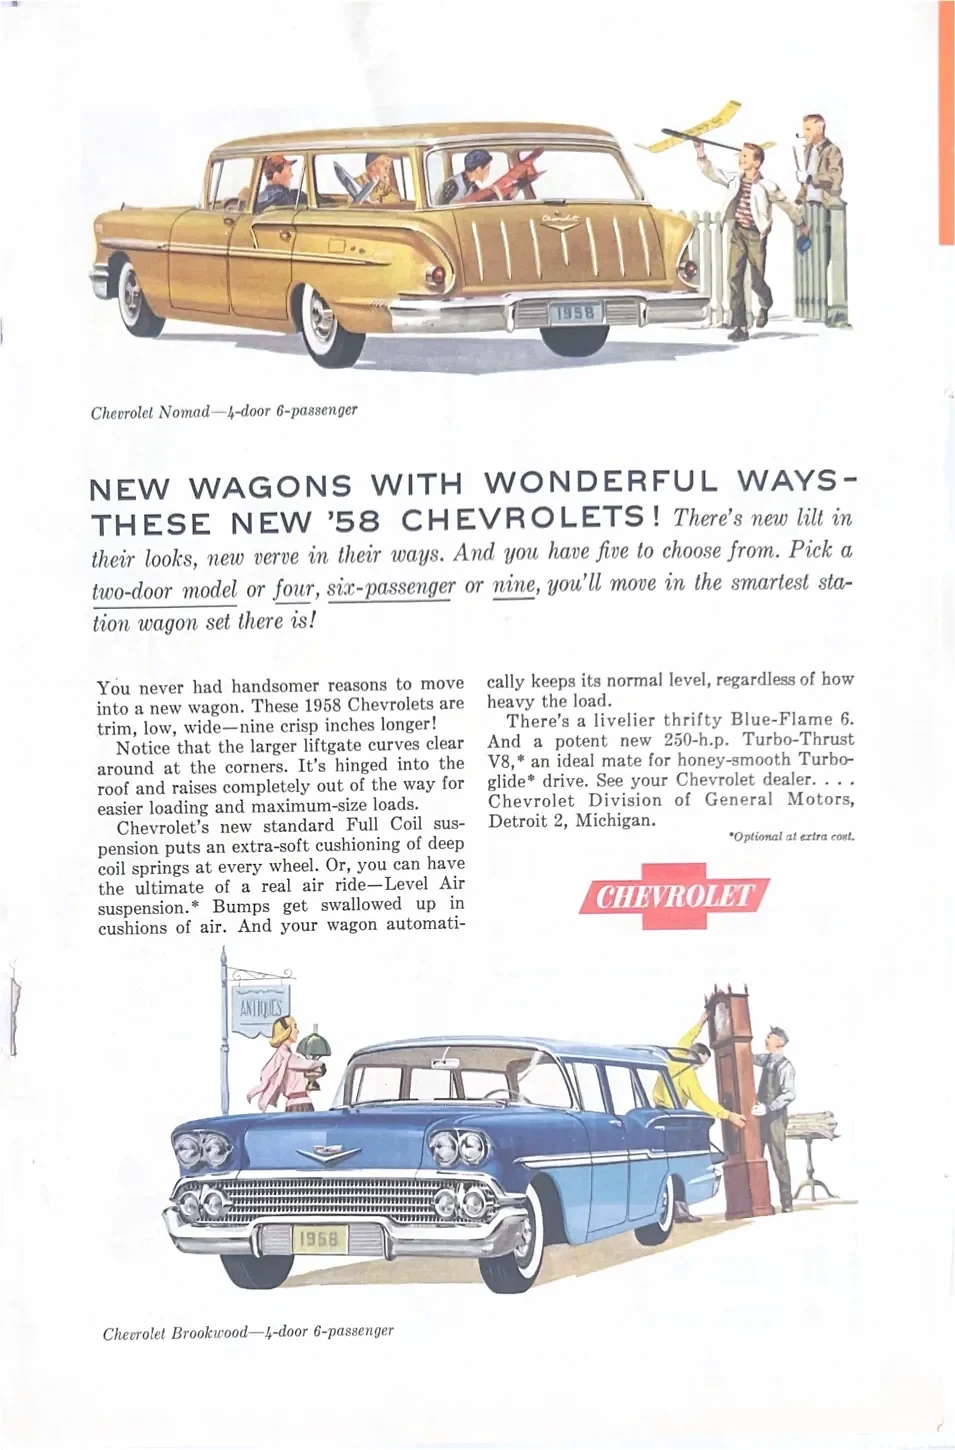 Chevrolet
1958
Chevrolet Nomad—4-door 6-passenger
NEW WAGONS WITH WONDERFUL WAYS-
THESE NEW '58 CHEVROLETS! There's new lilt in
their looks, new verve in their ways. And you have five to choose from. Pick a
two-door model or four, six-passenger or nine, you'll move in the smartest sta-
tion wagon set there is!
You never had handsomer reasons to move
into a new wagon. These 1958 Chevrolets are
trim, low, wide—nine crisp inches longer!
Notice that the larger liftgate curves clear
around at the corners. It's hinged into the
roof and raises completely out of the way for
easier loading and maximum-size loads.
Chevrolet's new standard Full Coil sus-
pension puts an extra-soft cushioning of deep
coil springs at every wheel. Or, you can have
the ultimate of a real air ride—Level Air
suspension.* Bumps get swallowed up in
cushions of air. And your wagon automati-
cally keeps its normal level, regardless of how
heavy the load.
There's a livelier thrifty Blue-Flame 6.
And a potent new 250-h.p. Turbo-Thrust
V8,* an ideal mate for honey-smooth Turbo-
glide* drive. See your Chevrolet dealer. . . .
Chevrolet Division of General Motors,
Detroit 2, Michigan.
*Optional at extra cost.
CHEVROLET
ANTIQUES
1958
Chevrolet Brookwood—4-door 6-passenger